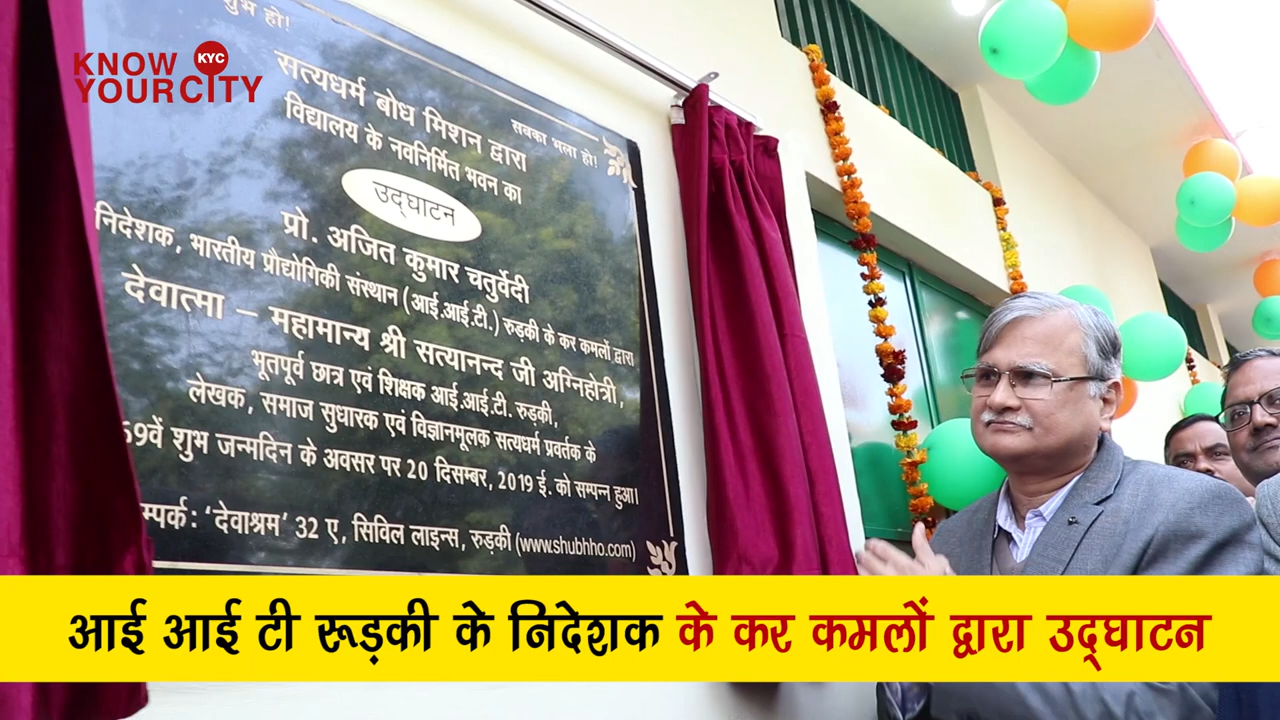 KNOW
KYC
YOUR CITY
शुभ हो!
सबका भला हो!
सत्यधर्म बोध मिशन द्वारा
विद्यालय के नवनिर्मित भवन का
उद्घाटन
प्रो. अजित कुमार चतुर्वेदी
निदेशक, भारतीय प्रौद्योगिकी संस्थान (आई.आई.टी.) रुड़की के कर कमलों द्वारा
देवात्मा – महामान्य श्री सत्यानन्द जी अग्निहोत्री,
भूतपूर्व छात्र एवं शिक्षक आई.आई.टी. रुड़की,
लेखक, समाज सुधारक एवं विज्ञानमूलक सत्यधर्म प्रवर्तक के
69वें शुभ जन्मदिन के अवसर पर 20 दिसम्बर, 2019 ई. को सम्पन्न हुआ।
म्पर्क: ‘देवाश्रम’ 32 ए, सिविल लाइन्स, रुड़की (www.shubhho.com)
आई आई टी रूड़की के निदेशक के कर कमलों द्वारा उद्घाटन